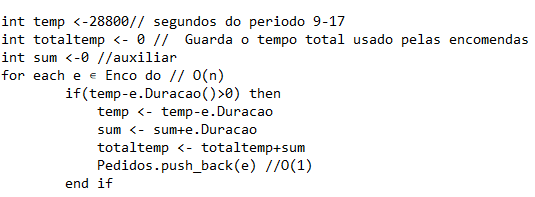 int temp <-28800// segundos do periodo 9-17
int totaltemp <- 0 //  Guarda o tempo total usado pelas encomendas
int sum <-0 //auxiliar
for each e ∈ Enco do // O(n)
        if(temp-e.Duracao()>0) then
            temp <- temp-e.Duracao
            sum <- sum+e.Duracao
            totaltemp <- totaltemp+sum
            Pedidos.push_back(e) //O(1)
        end if